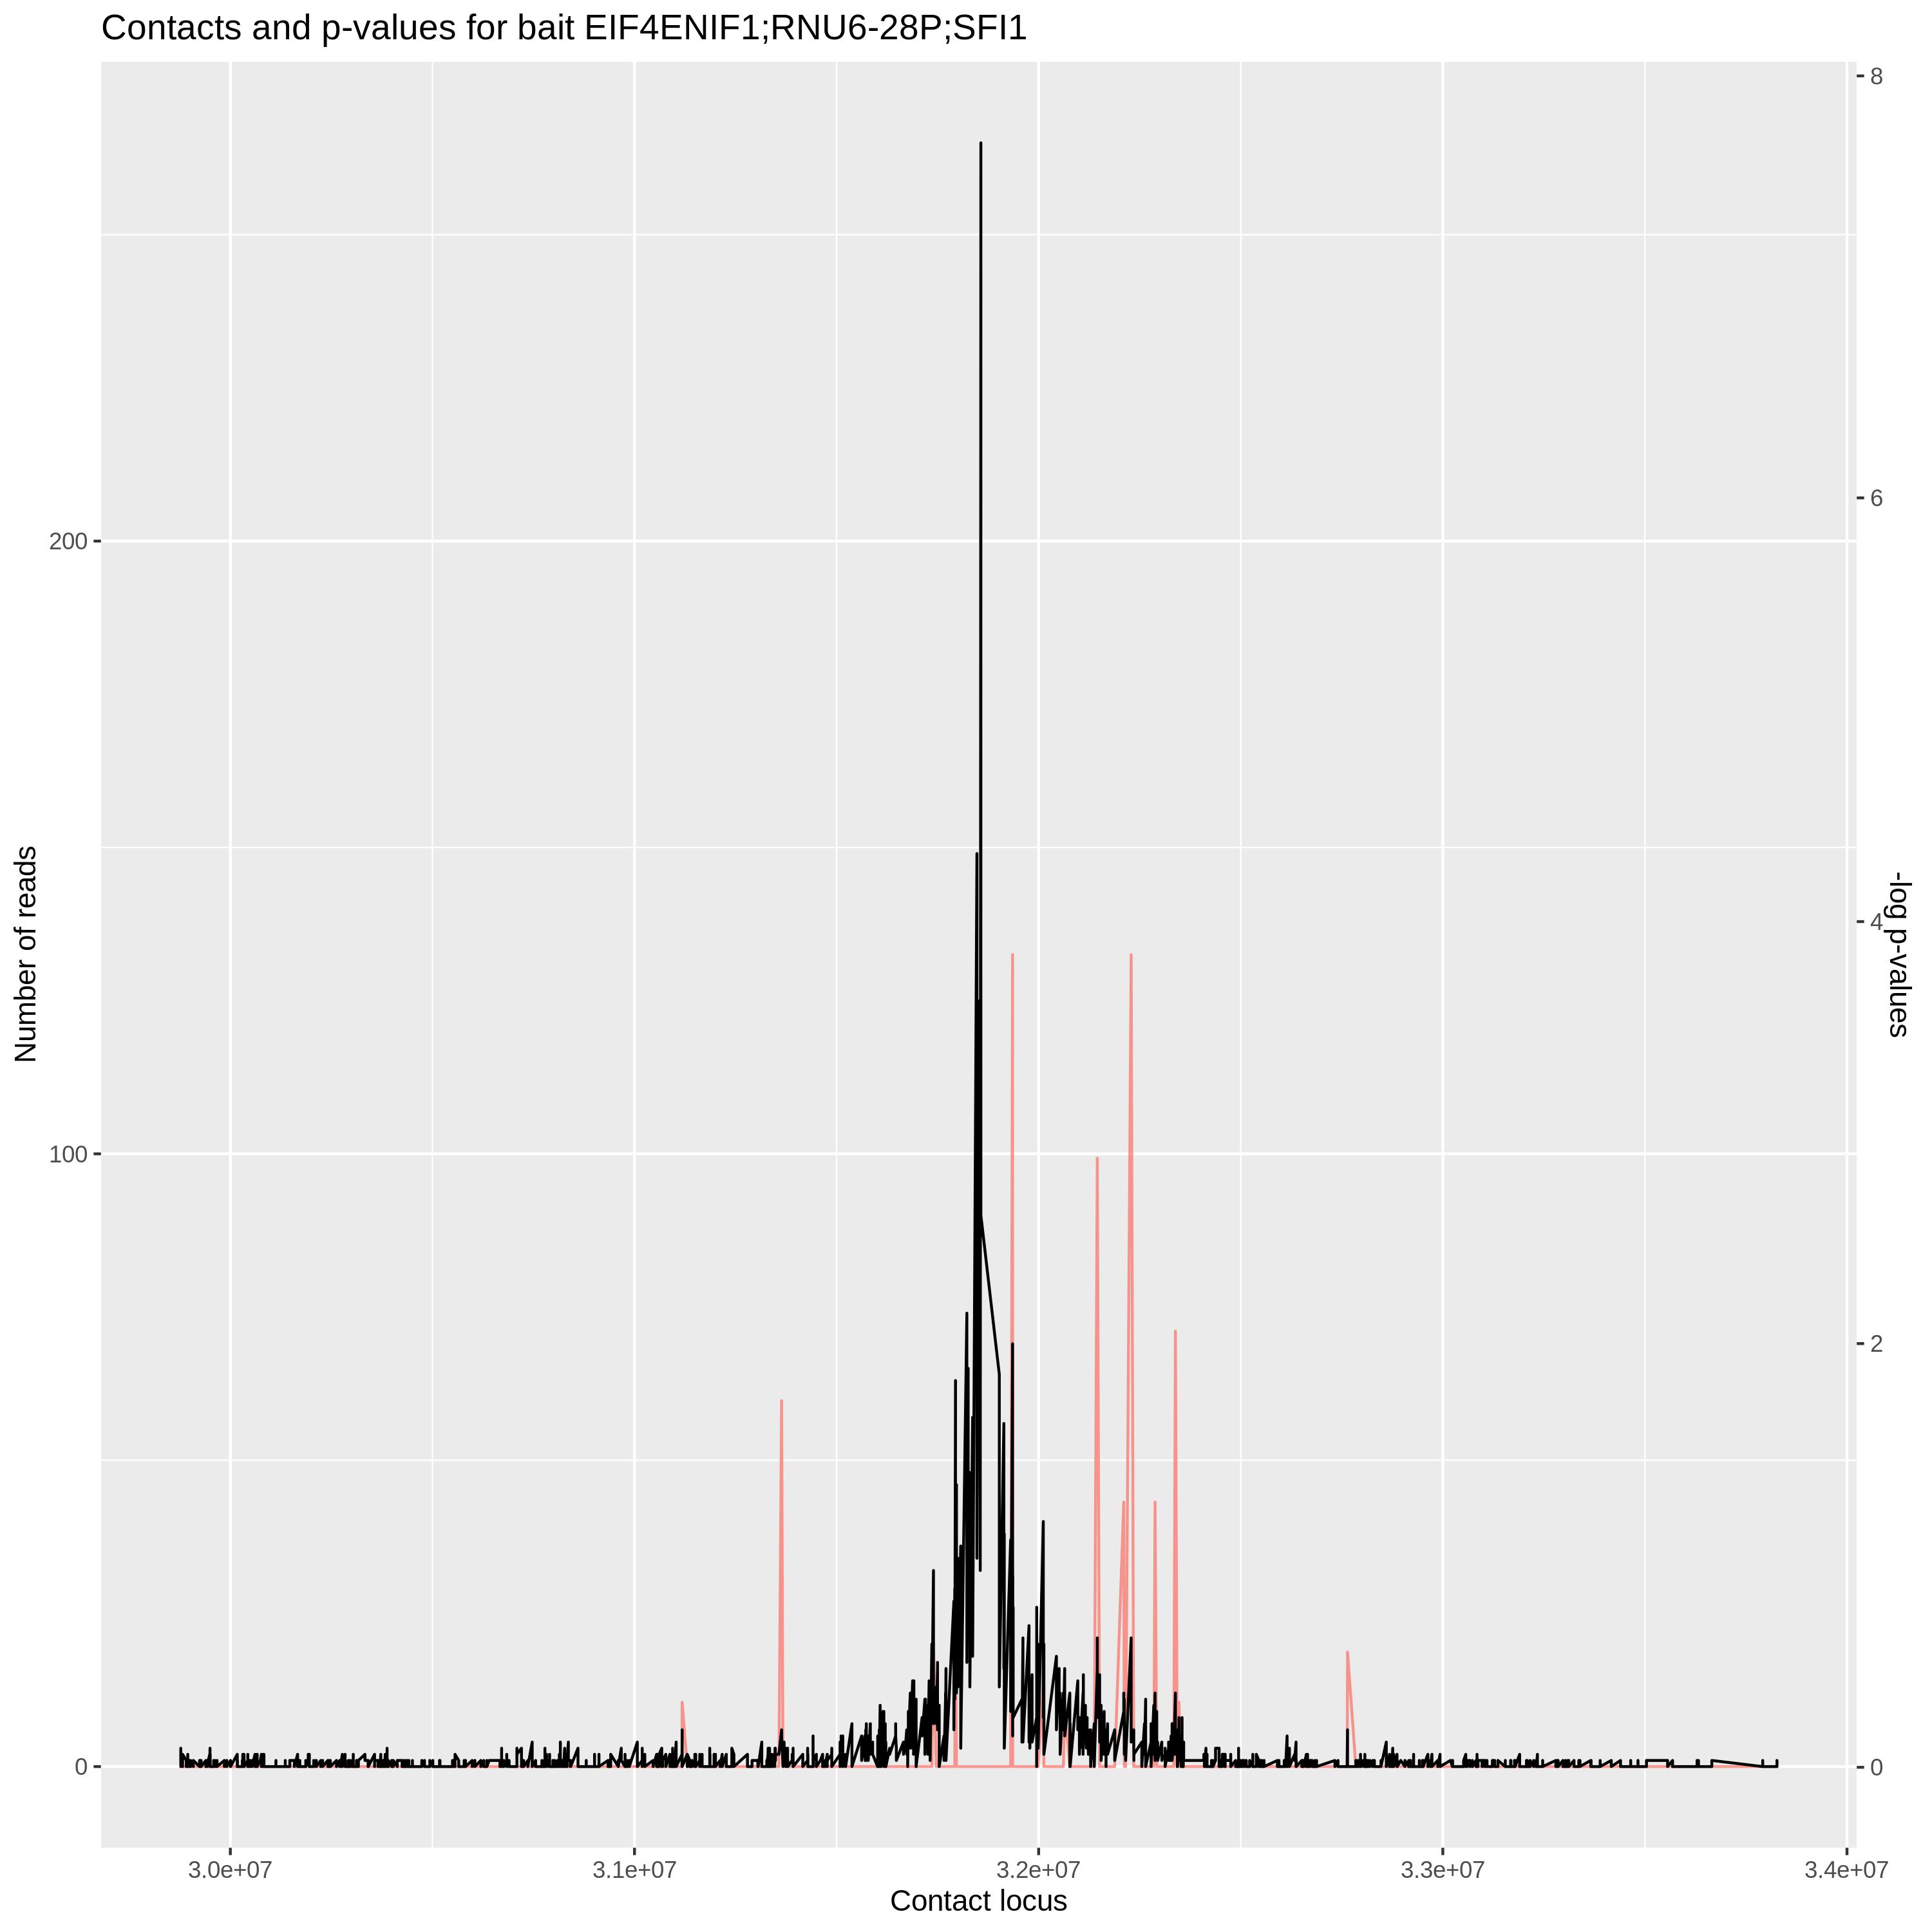 Contacts and p-values for bait EIF4ENIF1;RNU6-28P;SFI1
Number of reads
200
100
0
8
6
4
2
0
-log p-values
3.0e+07
3.1e+07
3.2e+07
3.3e+07
3.4e+07
Contact locus